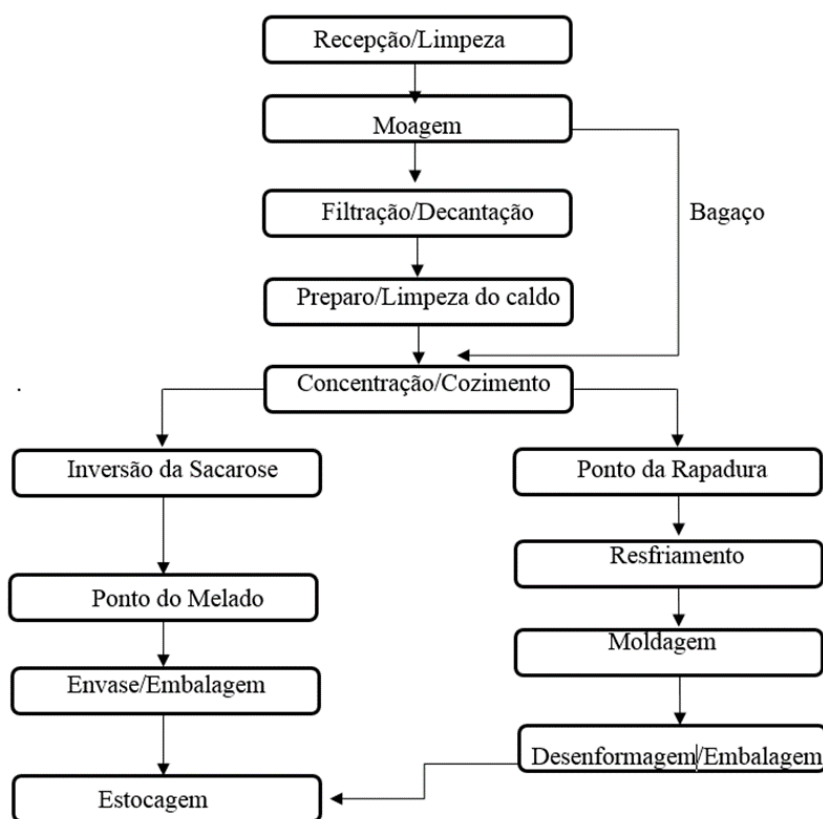 Recepção/Limpeza
Moagem
Filtração/Decantação
Bagaço
Preparo/Limpeza do caldo
.
Concentração/Cozimento
Inversão da Sacarose
Ponto da Rapadura
Resfriamento
Ponto do Melado
Moldagem
Envase/Embalagem
Desenformagem/Embalagem
Estocagem